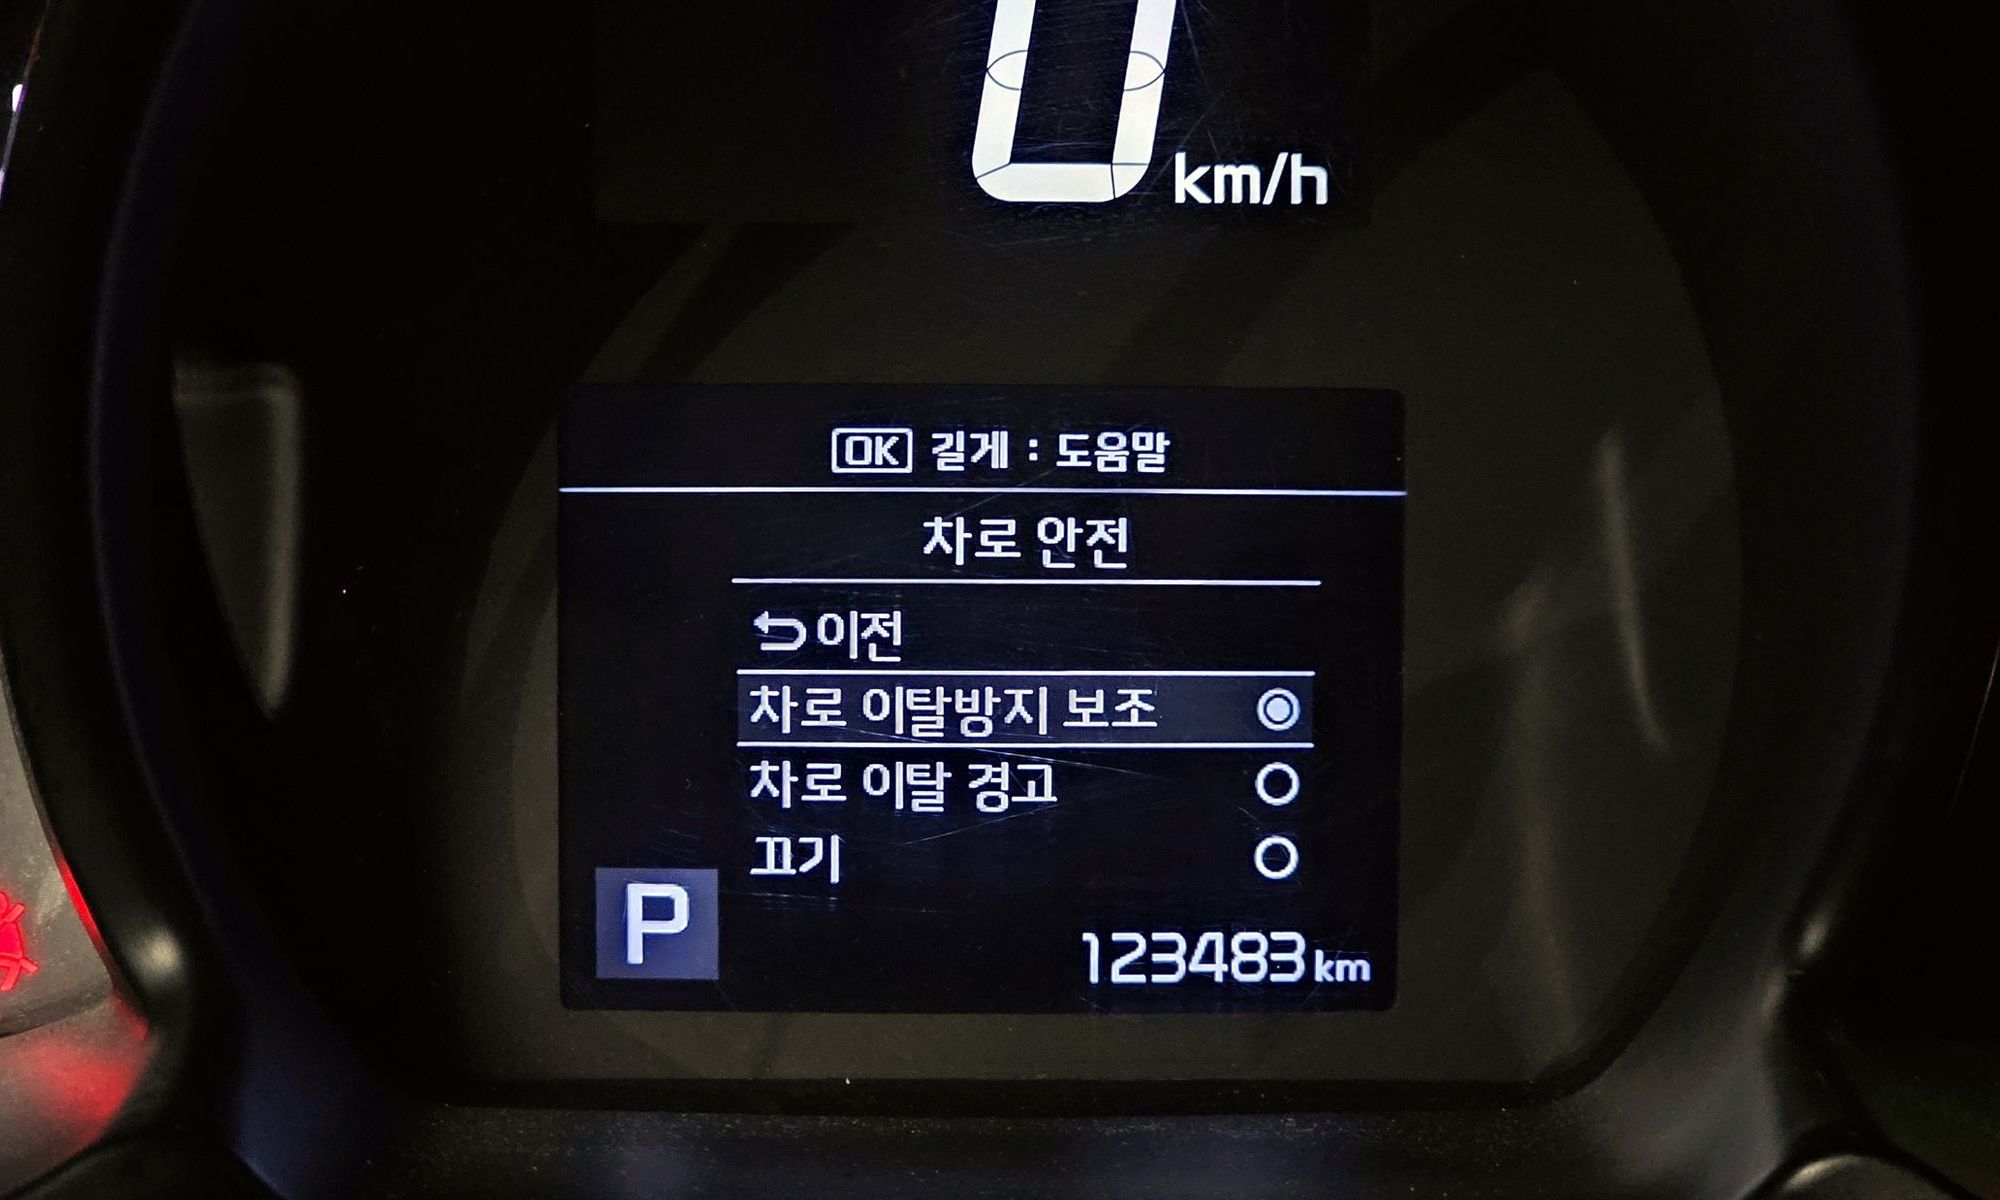 0 km/h
OK 길게 : 도움말
차로 안전
이전
차로 이탈방지 보조
차로 이탈 경고
끄기
P
123483 km